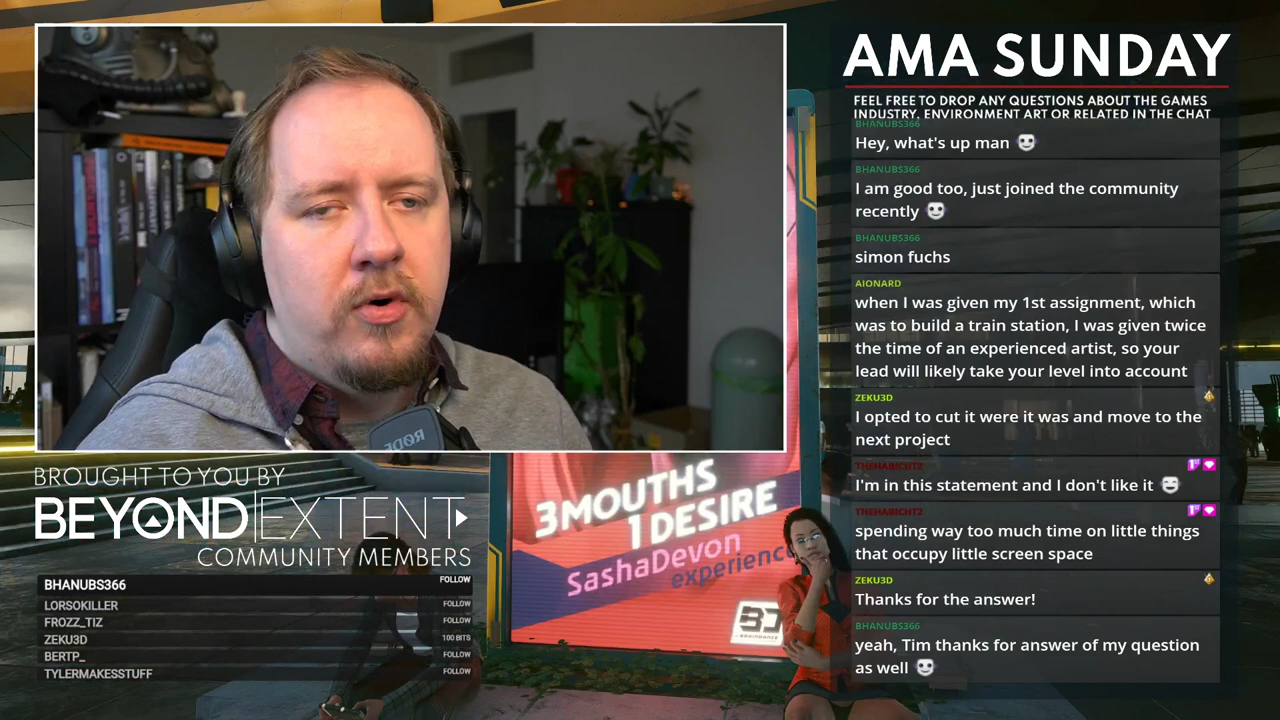 AMA SUNDAY
FEEL FREE TO DROP ANY QUESTIONS ABOUT THE GAMES
INDUSTRY, ENVIRONMENT ART OR RELATED IN THE CHAT
BHANUBS366
Hey, what's up man
BHANUBS366
I am good too, just joined the community
recently
BHANUBS366
simon fuchs
AIONARD
when I was given my 1st assignment, which
was to build a train station, I was given twice
the time of an experienced artist, so your
lead will likely take your level into account
ZEKU3D
I opted to cut it were it was and move to the
next project
THEHABICHTZ
I'm in this statement and I don't like it
THEHABICHTZ
spending way too much time on little things
that occupy little screen space
ZEKU3D
Thanks for the answer!
BHANUBS366
yeah, Tim thanks for answer of my question
as well
RØDE
BROUGHT TO YOU BY
BEYOND|EXTENT
COMMUNITY MEMBERS
BHANUBS366 FOLLOW
LORSOKILLER FOLLOW
FROZZ_TIZ FOLLOW
ZEKU3D 100 BITS
BERTP_ FOLLOW
TYLERMAKESSTUFF FOLLOW
3MOUTHS
1DESIRE
SashaDevon
experience